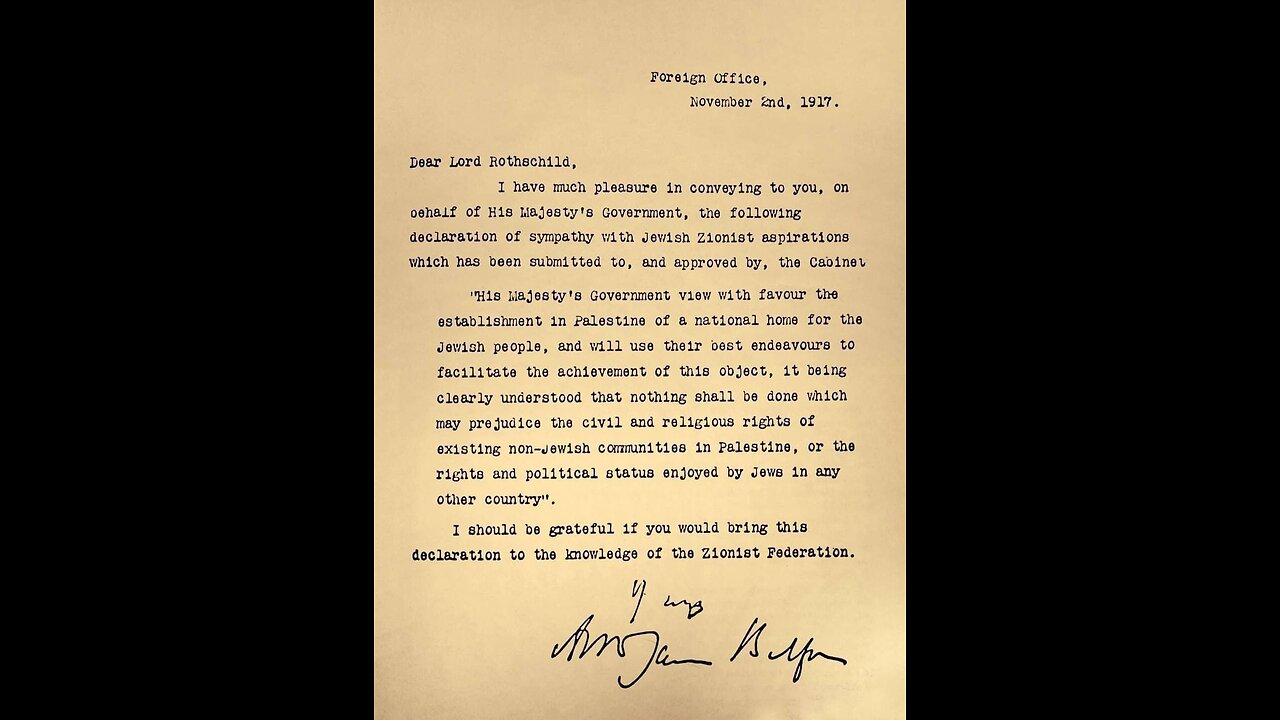 Foreign Office,
November 2nd, 1917.
Dear Lord Rothschild,
I have much pleasure in conveying to you, on
behalf of His Majesty's Government, the following
declaration of sympathy with Jewish Zionist aspirations
which has been submitted to, and approved by, the Cabinet
"His Majesty's Government view with favour the
establishment in Palestine of a national home for the
Jewish people, and will use their best endeavours to
facilitate the achievement of this object, it being
clearly understood that nothing shall be done which
may prejudice the civil and religious rights of
existing non-Jewish communities in Palestine, or the
rights and political status enjoyed by Jews in any
other country".
I should be grateful if you would bring this
declaration to the knowledge of the Zionist Federation.
Arthur James Balfour